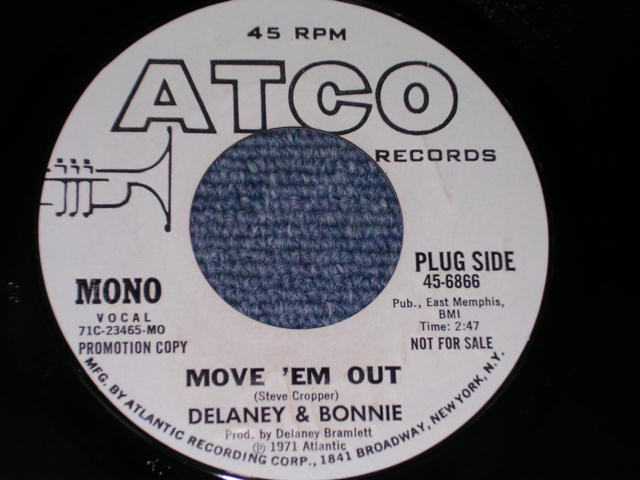 45 RPM
ATCO
RECORDS
MONO
VOCAL
71C-23465-MO
PROMOTION COPY
PLUG SIDE
45-6866
Pub., East Memphis,
BMI
Time: 2:47
NOT FOR SALE
MOVE 'EM OUT
(Steve Cropper)
DELANEY & BONNIE
Prod. by Delaney Bramlett
℗ 1971 Atlantic
MFG. BY ATLANTIC RECORDING CORP., 1841 BROADWAY, NEW YORK, N.Y.